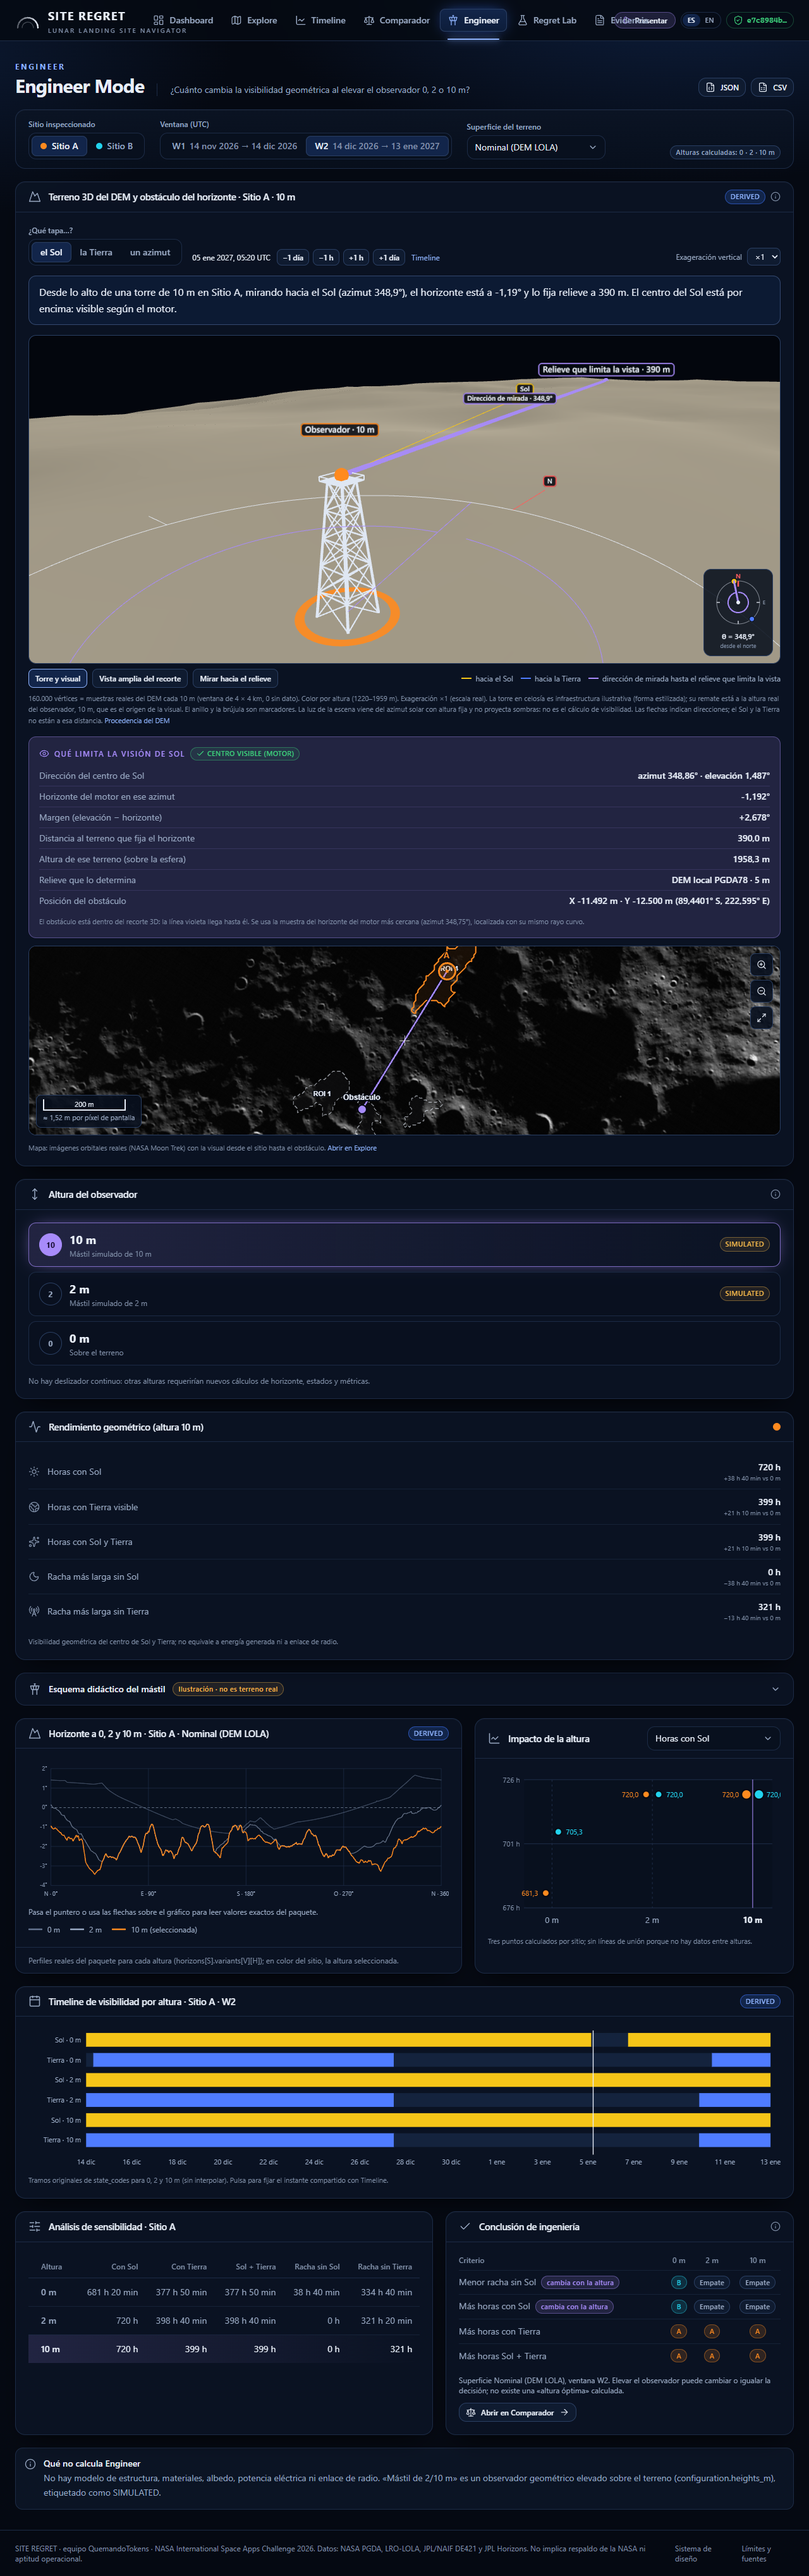 SITE REGRET
LUNAR LANDING SITE NAVIGATOR
Dashboard
Explore
Timeline
Comparador
Engineer
Regret Lab
Presentar
ES EN
e7c8984b…
ENGINEER
Engineer Mode
¿Cuánto cambia la visibilidad geométrica al elevar el observador 0, 2 o 10 m?
JSON
CSV
Sitio inspeccionado
Sitio A
Sitio B
Ventana (UTC)
W1 14 nov 2026 → 14 dic 2026
W2 14 dic 2026 → 13 ene 2027
Superficie del terreno
Nominal (DEM LOLA)
Alturas calculadas: 0 · 2 · 10 m
Terreno 3D del DEM y obstáculo del horizonte · Sitio A · 10 m
DERIVED
¿Qué tapa...?
el Sol
la Tierra
un azimut
05 ene 2027, 05:20 UTC
−1 día
−1 h
+1 h
+1 día
Timeline
Exageración vertical
×1
Desde lo alto de una torre de 10 m en Sitio A, mirando hacia el Sol (azimut 348,9°), el horizonte está a -1,19° y lo fija relieve a 390 m. El centro del Sol está por
encima: visible según el motor.
Relieve que limita la vista · 390 m
Sol
Dirección de mirada · 348,9°
Observador · 10 m
N
N
E
θ = 348,9°
desde el norte
Torre y visual
Vista amplia del recorte
Mirar hacia el relieve
hacia el Sol
hacia la Tierra
dirección de mirada hasta el relieve que limita la vista
160.000 vértices = muestras reales del DEM cada 10 m (ventana de 4 × 4 km, 0 sin dato). Color por altura (1220–1959 m). Exageración ×1 (escala real). La torre en celosía es infraestructura ilustrativa (forma estilizada); su remate está a la altura real
del observador, 10 m, que es el origen de la visual. El anillo y la brújula son marcadores. La luz de la escena viene del azimut solar con altura fija y no proyecta sombras: no es el cálculo de visibilidad. Las flechas indican direcciones; el Sol y la Tierra
no están a esa distancia. Procedencia del DEM
QUÉ LIMITA LA VISIÓN DE SOL
CENTRO VISIBLE (MOTOR)
Dirección del centro de Sol
azimut 348,86° · elevación 1,487°
Horizonte del motor en ese azimut
-1,192°
Margen (elevación − horizonte)
+2,678°
Distancia al terreno que fija el horizonte
390,0 m
Altura de ese terreno (sobre la esfera)
1958,3 m
Relieve que lo determina
DEM local PGDA78 · 5 m
Posición del obstáculo
X -11.492 m · Y -12.500 m (89,4401° S, 222,595° E)
El obstáculo está dentro del recorte 3D: la línea violeta llega hasta él. Se usa la muestra del horizonte del motor más cercana (azimut 348,75°), localizada con su mismo rayo curvo.
A
ROI 1
Obstáculo
200 m
≈ 1,52 m por píxel de pantalla
Mapa: imágenes orbitales reales (NASA Moon Trek) con la visual desde el sitio hasta el obstáculo. Abrir en Explore
Altura del observador
10
10 m
Mástil simulado de 10 m
SIMULATED
2
2 m
Mástil simulado de 2 m
SIMULATED
0
0 m
Sobre el terreno
No hay deslizador continuo: otras alturas requerirían nuevos cálculos de horizonte, estados y métricas.
Rendimiento geométrico (altura 10 m)
Horas con Sol
720 h
+38 h 40 min vs 0 m
Horas con Tierra visible
399 h
+21 h 10 min vs 0 m
Horas con Sol y Tierra
399 h
+21 h 10 min vs 0 m
Racha más larga sin Sol
0 h
−38 h 40 min vs 0 m
Racha más larga sin Tierra
321 h
−13 h 40 min vs 0 m
Visibilidad geométrica del centro de Sol y Tierra; no equivale a energía generada ni a enlace de radio.
Esquema didáctico del mástil
Ilustración · no es terreno real
Horizonte a 0, 2 y 10 m · Sitio A · Nominal (DEM LOLA)
DERIVED
2°
1°
0°
-1°
-2°
-3°
-4°
N · 0°
E · 90°
S · 180°
O · 270°
N · 360
Pasa el puntero o usa las flechas sobre el gráfico para leer valores exactos del paquete.
0 m
2 m
10 m (seleccionada)
Perfiles reales del paquete para cada altura (horizons[S].variants[V][H]); en color del sitio, la altura seleccionada.
Impacto de la altura
Horas con Sol
726 h
701 h
676 h
681,3
705,3
720,0
720,0
720,0
0 m
2 m
10 m
Tres puntos calculados por sitio; sin líneas de unión porque no hay datos entre alturas.
Timeline de visibilidad por altura · Sitio A · W2
DERIVED
Sol · 0 m
Tierra · 0 m
Sol · 2 m
Tierra · 2 m
Sol · 10 m
Tierra · 10 m
14 dic
16 dic
18 dic
20 dic
22 dic
24 dic
26 dic
28 dic
30 dic
1 ene
3 ene
5 ene
7 ene
9 ene
11 ene
13 ene
Tramos originales de state_codes para 0, 2 y 10 m (sin interpolar). Pulsa para fijar el instante compartido con Timeline.
Análisis de sensibilidad · Sitio A
Altura Con Sol Con Tierra Sol + Tierra Racha sin Sol Racha sin Tierra
0 m 681 h 20 min 377 h 50 min 377 h 50 min 38 h 40 min 334 h 40 min
2 m 720 h 398 h 40 min 398 h 40 min 0 h 321 h 20 min
10 m 720 h 399 h 399 h 0 h 321 h
Conclusión de ingeniería
Criterio 0 m 2 m 10 m
Menor racha sin Sol cambia con la altura B Empate Empate
Más horas con Sol cambia con la altura B Empate Empate
Más horas con Tierra A A A
Más horas Sol + Tierra A A A
Superficie Nominal (DEM LOLA), ventana W2. Elevar el observador puede cambiar o igualar la
decisión; no existe una «altura óptima» calculada.
Abrir en Comparador
Qué no calcula Engineer
No hay modelo de estructura, materiales, albedo, potencia eléctrica ni enlace de radio. «Mástil de 2/10 m» es un observador geométrico elevado sobre el terreno (configuration.heights_m),
etiquetado como SIMULATED.
SITE REGRET · equipo QuemandoTokens · NASA International Space Apps Challenge 2026. Datos: NASA PGDA, LRO-LOLA, JPL/NAIF DE421 y JPL Horizons. No implica respaldo de la NASA ni
aptitud operacional.
Sistema de
diseño
Límites y
fuentes